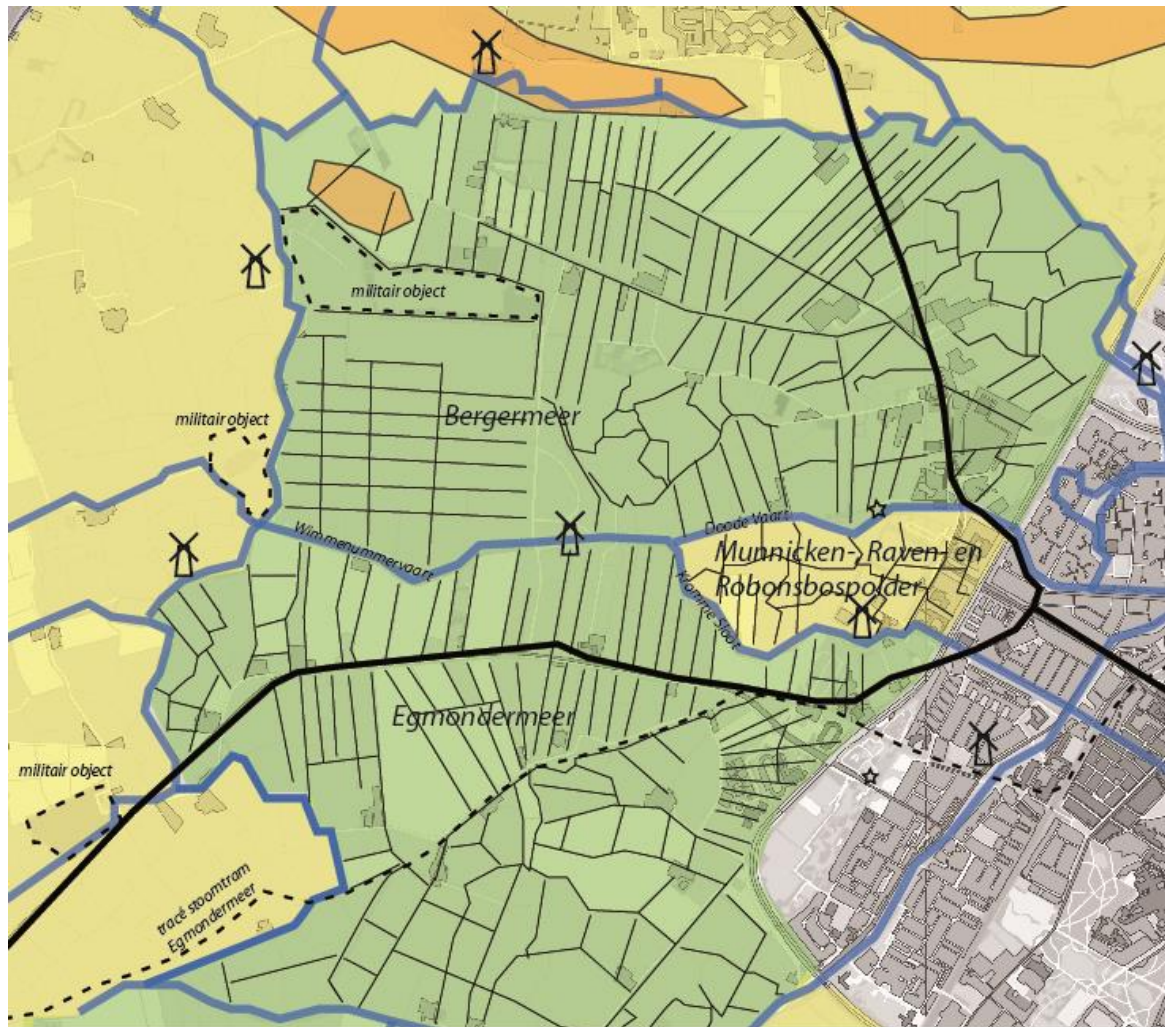 militair object
militair object
Bergermeer
Wimmenummervaart
Doode Vaart
Munnicken-, Raven- en
Robonsbospolder
Kromme Sloot
Egmondermeer
militair object
tracé stoomtram
Egmondermeer